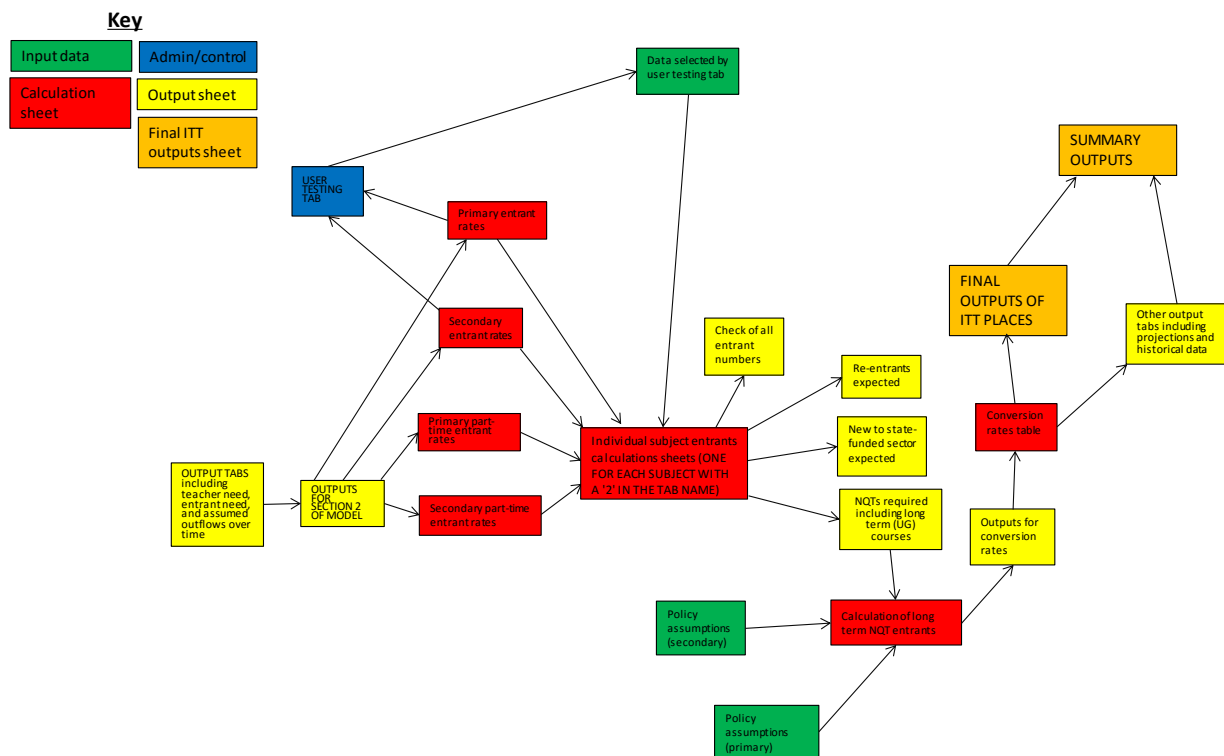 Key
Input data
Admin/control
Calculation
sheet
Output sheet
Final ITT
outputs sheet
Data selected by
user testing tab
USER
TESTING
TAB
Primary entrant
rates
Secondary
entrant rates
Primary part-
time entrant
rates
Secondary part-time
entrant rates
OUTPUT TABS
including
teacher need,
entrant need,
and assumed
outflows over
time
OUTPUTS
FOR
SECTION 2
OF MODEL
Individual subject entrants
calculations sheets (ONE
FOR EACH SUBJECT WITH
A '2' IN THE TAB NAME)
Check of all
entrant
numbers
Re-entrants
expected
New to state-
funded sector
expected
NQTs required
including long
term (UG)
courses
Policy
assumptions
(secondary)
Policy
assumptions
(primary)
Calculation of long
term NQT entrants
Outputs for
conversion
rates
Conversion
rates table
FINAL
OUTPUTS OF
ITT PLACES
Other output
tabs including
projections and
historical data
SUMMARY
OUTPUTS